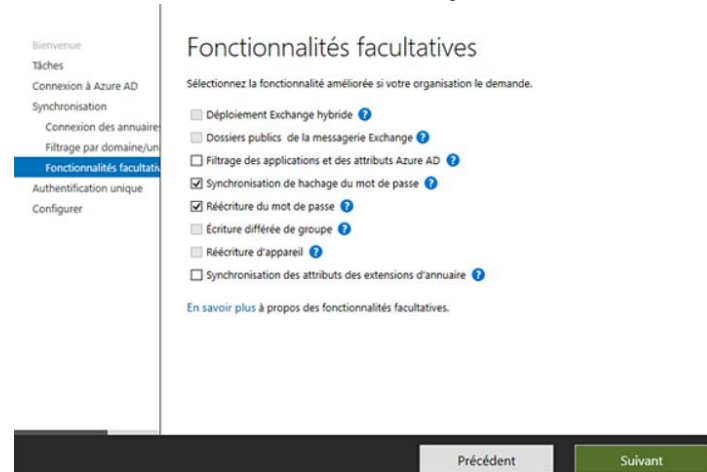 Bienvenue
Tâches
Connexion à Azure AD
Synchronisation
Connexion des annuaires
Filtrage par domaine/un
Fonctionnalités facultativ
Authentification unique
Configurer
Fonctionnalités facultatives
Sélectionnez la fonctionnalité améliorée si votre organisation le demande.
Déploiement Exchange hybride ?
Dossiers publics de la messagerie Exchange ?
Filtrage des applications et des attributs Azure AD ?
Synchronisation de hachage du mot de passe ?
Réécriture du mot de passe ?
Écriture différée de groupe ?
Réécriture d'appareil ?
Synchronisation des attributs des extensions d'annuaire ?
En savoir plus à propos des fonctionnalités facultatives.
Précédent
Suivant